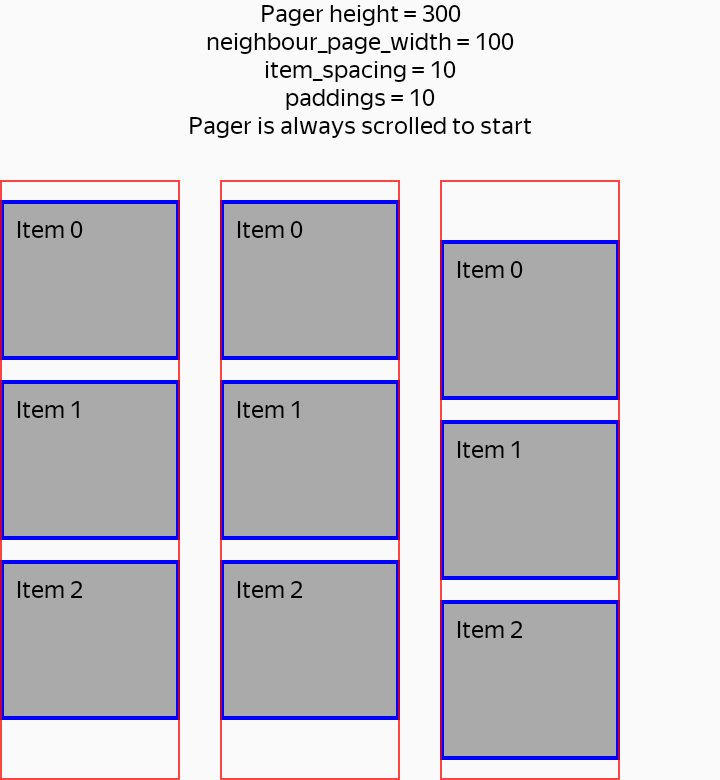 Pager height = 300
neighbour_page_width = 100
item_spacing = 10
paddings = 10
Pager is always scrolled to start
Item 0
Item 1
Item 2
Item 0
Item 1
Item 2
Item 0
Item 1
Item 2